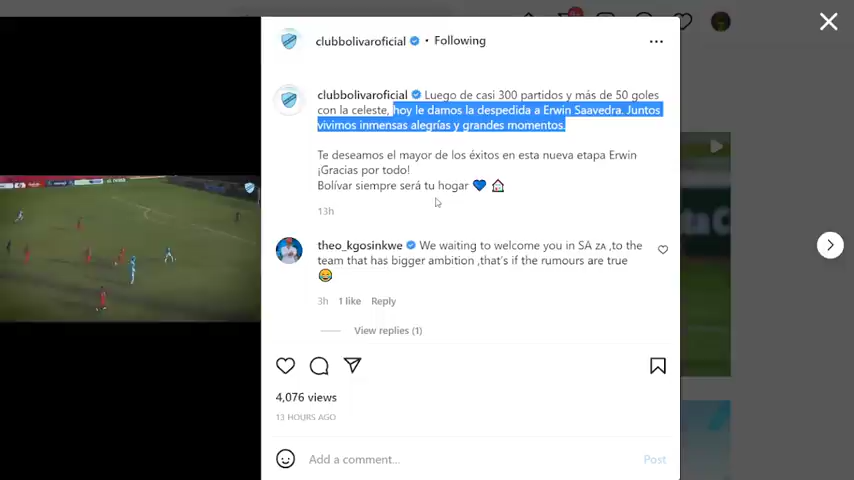 clubbolivaroficial • Following
clubbolivaroficial Luego de casi 300 partidos y más de 50 goles
con la celeste, hoy le damos la despedida a Erwin Saavedra. Juntos
vivimos inmensas alegrías y grandes momentos.
Te deseamos el mayor de los éxitos en esta nueva etapa Erwin
¡Gracias por todo!
Bolívar siempre será tu hogar 💙 🏠
13h
theo_kgosinkwe We waiting to welcome you in SA ZA ,to the
team that has bigger ambition ,that's if the rumours are true
😂
3h 1 like Reply
View replies (1)
4,076 views
13 HOURS AGO
Add a comment... Post